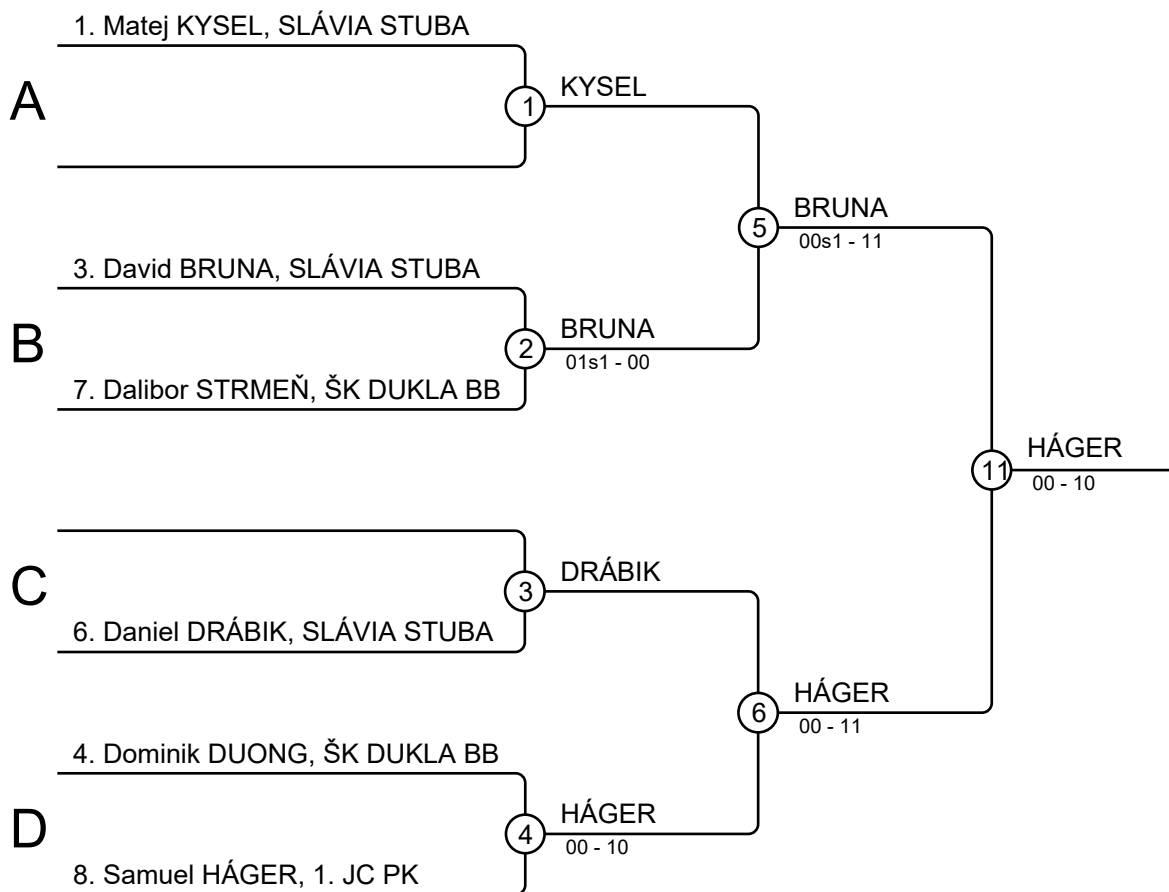 1. Matej KYSEL, SLÁVIA STUBA
A
1
KYSEL
5
BRUNA
00s1 - 11
3. David BRUNA, SLÁVIA STUBA
B
2
BRUNA
01s1 - 00
7. Dalibor STRMEŇ, ŠK DUKLA BB
11
HÁGER
00 - 10
C
3
DRÁBIK
6. Daniel DRÁBIK, SLÁVIA STUBA
6
HÁGER
00 - 11
4. Dominik DUONG, ŠK DUKLA BB
D
4
HÁGER
00 - 10
8. Samuel HÁGER, 1. JC PK